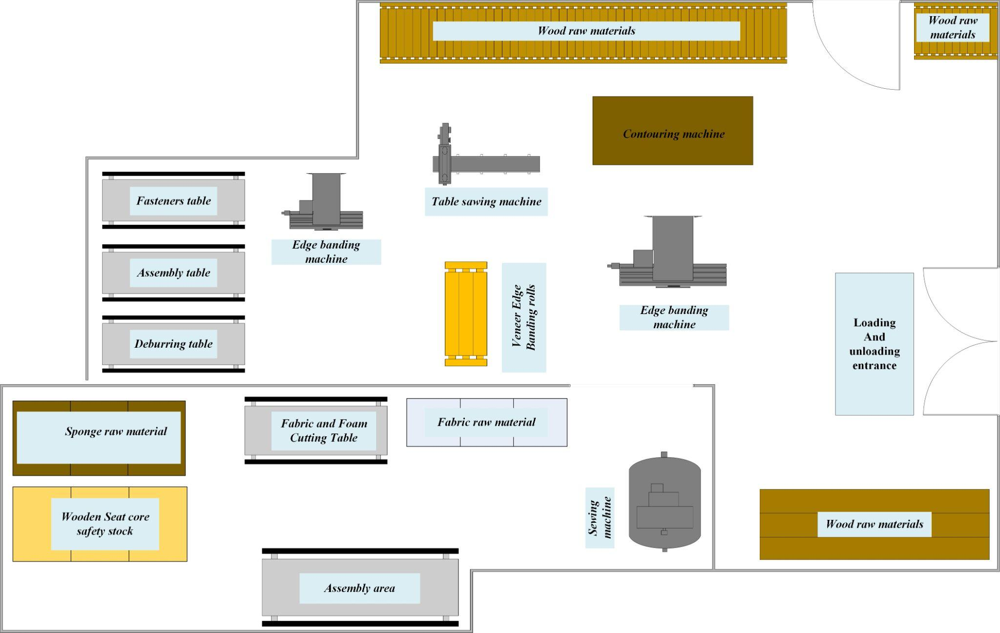 Wood raw materials
Wood raw
materials
Contouring machine
Fasteners table
Table sawing machine
Edge banding
machine
Assembly table
Veneer Edge
Banding rolls
Edge banding
machine
Loading
And
unloading
entrance
Deburring table
Sponge raw material
Fabric and Foam
Cutting Table
Fabric raw material
Wooden Seat core
safety stock
Sewing
machine
Wood raw materials
Assembly area